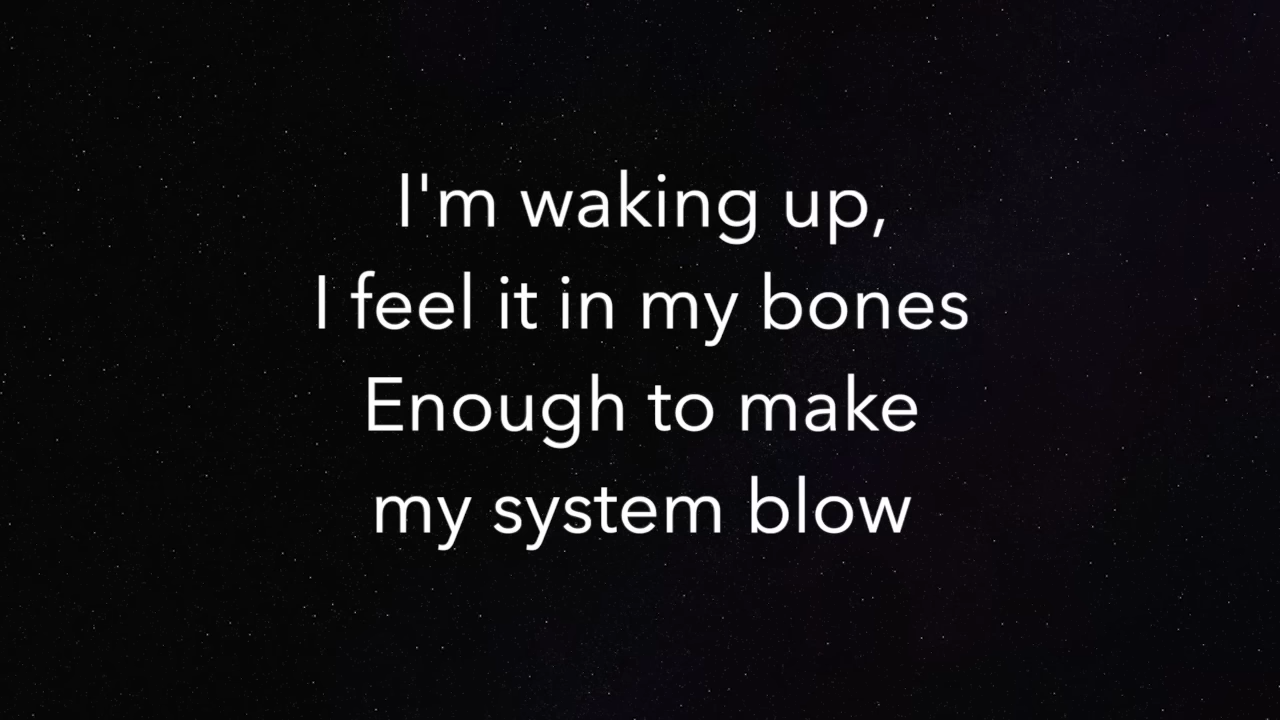 I'm waking up,
I feel it in my bones
Enough to make
my system blow